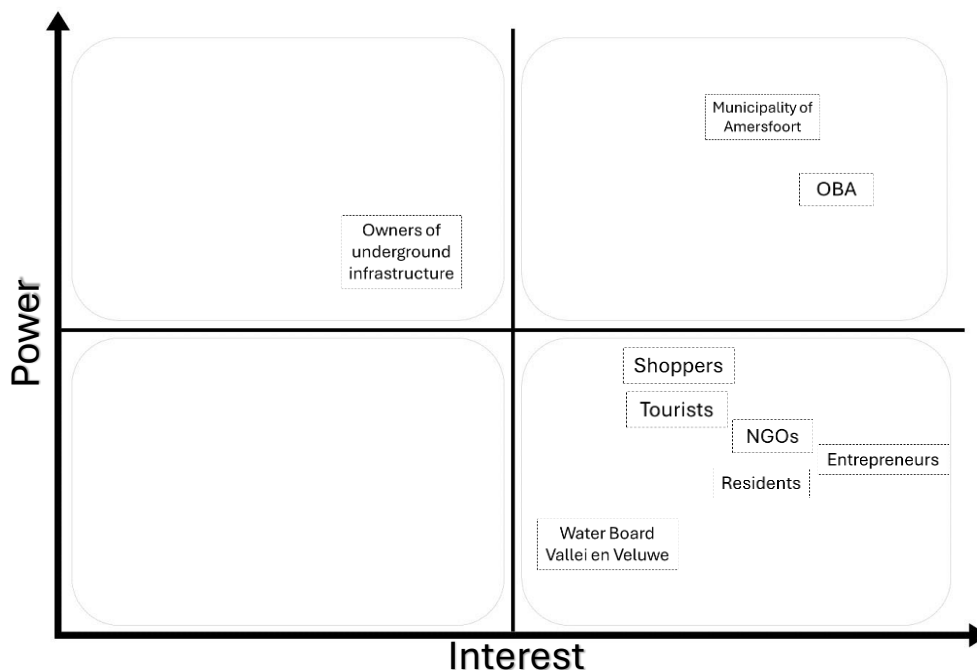 Municipality of
Amersfoort
OBA
Owners of
underground
infrastructure
Power
Shoppers
Tourists
NGOs
Entrepreneurs
Residents
Water Board
Vallei en Veluwe
Interest